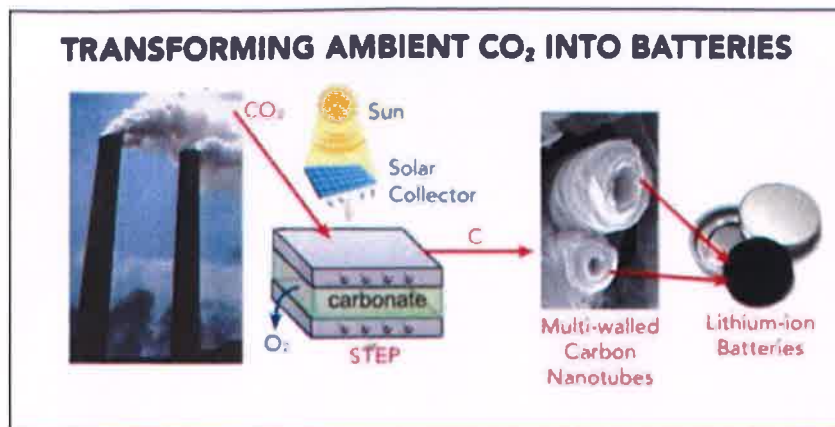 TRANSFORMING AMBIENT CO₂ INTO BATTERIES
CO₂
Sun
Solar
Collector
C
carbonate
O₂
STEP
Multi-walled
Carbon
Nanotubes
Lithium-ion
Batteries